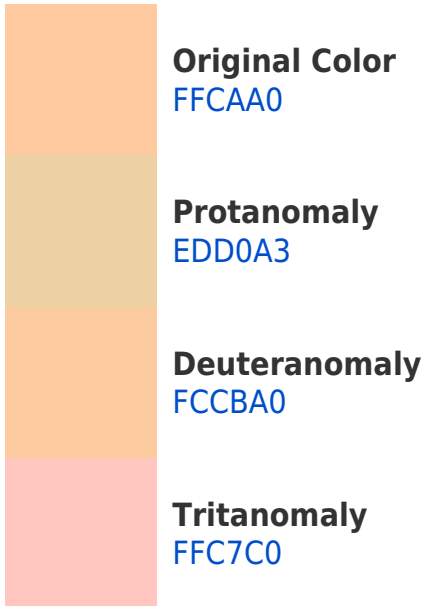 Original Color
FFCAA0
Protanomaly
EDD0A3
Deuteranomaly
FCCBA0
Tritanomaly
FFC7C0